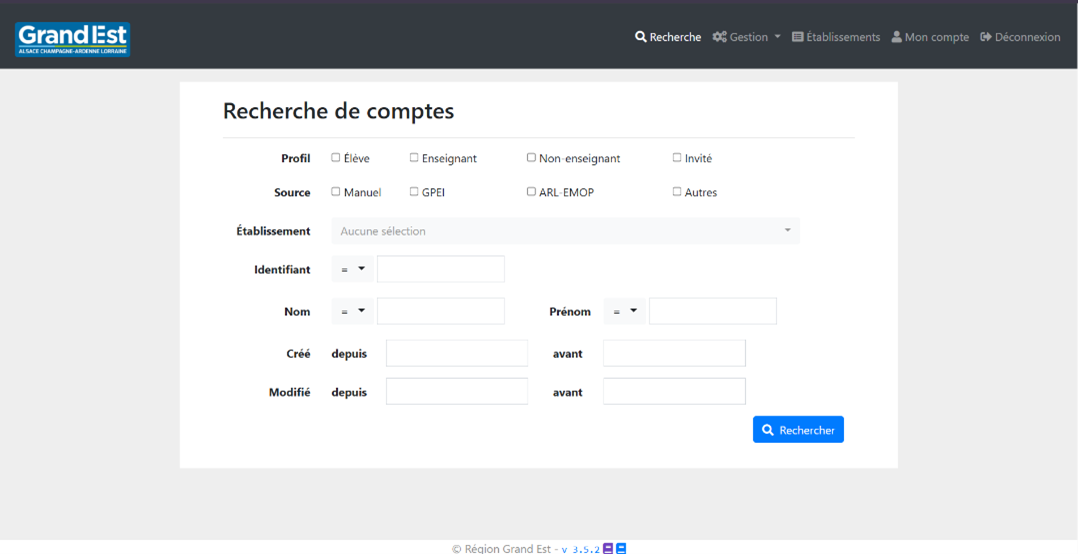 Grand Est
ALSACE CHAMPAGNE-ARDENNE LORRAINE
Recherche Gestion Établissements Mon compte Déconnexion
Recherche de comptes
Profil Élève Enseignant Non-enseignant Invité
Source Manuel GPEI ARL-EMOP Autres
Établissement Aucune sélection
Identifiant =
Nom = Prénom =
Créé depuis avant
Modifié depuis avant
Rechercher
© Région Grand Est - v 3.5.2